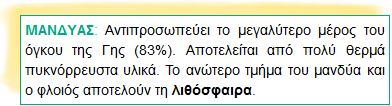 ΜΑΝΔΥΑΣ: Αντιπροσωπεύει το μεγαλύτερο μέρος του
όγκου της Γης (83%). Αποτελείται από πολύ θερμά
πυκνόρρευστα υλικά. Το ανώτερο τμήμα του μανδύα και
ο φλοιός αποτελούν τη Λιθόσφαιρα.